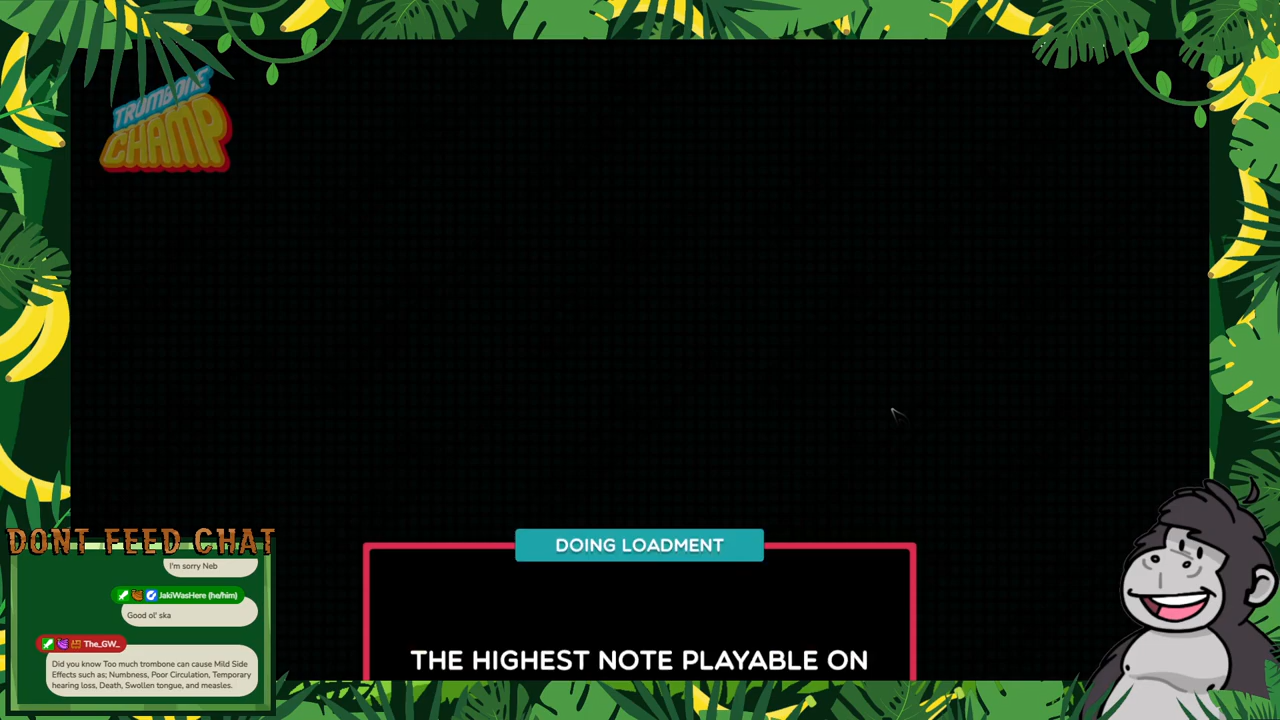 TROMBONE
CHAMP
DOING LOADMENT
THE HIGHEST NOTE PLAYABLE ON
DONT FEED CHAT
I'm sorry Neb
JakiWasHere (he/him)
Good ol' ska
The_GW_
Did you know Too much trombone can cause Mild Side
Effects such as; Numbness, Poor Circulation, Temporary
hearing loss, Death, Swollen tongue, and measles.